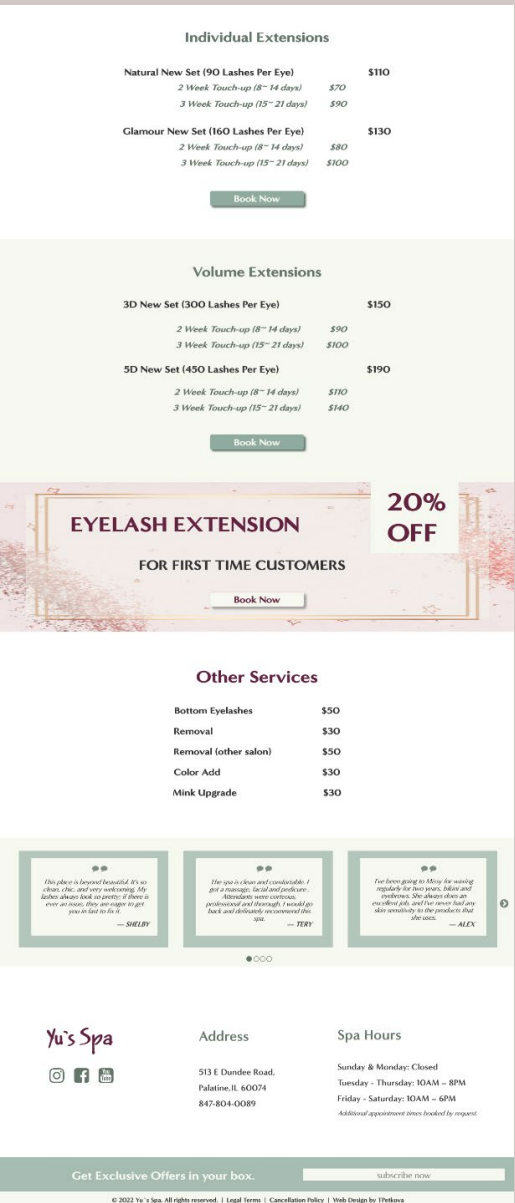 Individual Extensions
Natural New Set (90 Lashes Per Eye) $110
2 Week Touch-up (8~ 14 days) $70
3 Week Touch-up (15~ 21 days) $90
Glamour New Set (160 Lashes Per Eye) $130
2 Week Touch-up (8~ 14 days) $80
3 Week Touch-up (15~ 21 days) $100
Book Now
Volume Extensions
3D New Set (300 Lashes Per Eye) $150
2 Week Touch-up (8~ 14 days) $90
3 Week Touch-up (15~ 21 days) $100
5D New Set (450 Lashes Per Eye) $190
2 Week Touch-up (8~ 14 days) $110
3 Week Touch-up (15~ 21 days) $140
Book Now
20%
OFF
EYELASH EXTENSION
FOR FIRST TIME CUSTOMERS
Book Now
Other Services
Bottom Eyelashes $50
Removal $30
Removal (other salon) $50
Color Add $30
Mink Upgrade $30
This place is beyond beautiful. It's so
clean, chic, and very welcoming. My
lashes always look so pretty; if there is
ever an issue, they are eager to get
you in fast to fix it.
— SHELBY
The spa is clean and comfortable. I
got a massage, facial and pedicure .
Attendants were corteous,
professional and thorough. I would go
back and definately recommend this
spa.
— TERY
I've been going to Missy for waxing
regularly for two years, bikini and
eyebrows. She always does an
excellent job, and I've never had any
skin sensitivity to the products that
she uses.
— ALEX
Yu`s Spa
You
Tube
Address
513 E Dundee Road,
Palatine,IL 60074
847-804-0089
Spa Hours
Sunday & Monday: Closed
Tuesday - Thursday: 10AM – 8PM
Friday - Saturday: 10AM – 6PM
Additional appointment times booked by request.
Get Exclusive Offers in your box.
subscribe now
© 2022 Yu`s Spa. All rights reserved. | Legal Terms | Cancellation Policy | Web Design by TPetkova